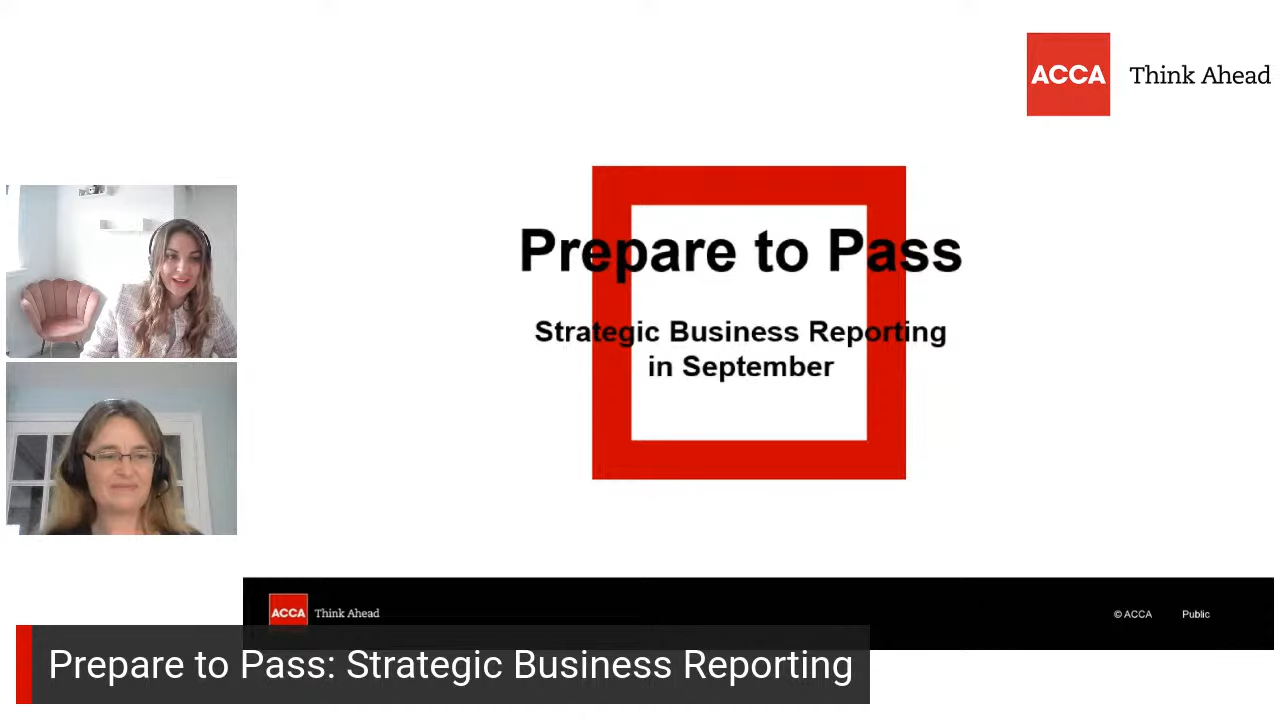 ACCA Think Ahead
Prepare to Pass
Strategic Business Reporting
in September
ACCA Think Ahead
© ACCA Public
Prepare to Pass: Strategic Business Reporting